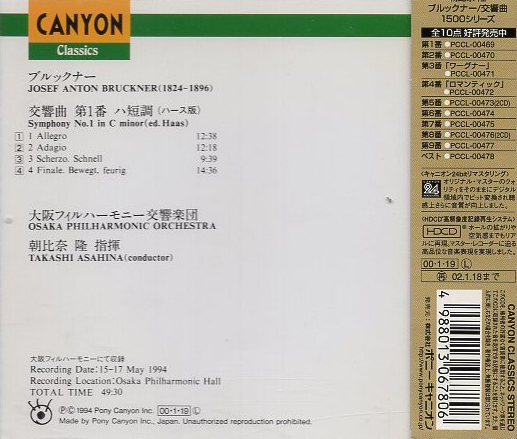 CANYON
Classics
ブルックナー
JOSEF ANTON BRUCKNER(1824-1896)
交響曲 第1番 ハ短調(ハース版)
Symphony No.1 in C minor(ed.Haas)
1 1 Allegro 12:38
2 2 Adagio 12:18
3 3 Scherzo. Schnell 9:39
4 4 Finale. Bewegt, feurig 14:36
大阪フィルハーモニー交響楽団
OSAKA PHILHARMONIC ORCHESTRA
朝比奈 隆 指揮
TAKASHI ASAHINA(conductor)
大阪フィルハーモニーにて収録
Recording Date:15-17 May 1994
Recording Location:Osaka Philharmonic Hall
TOTAL TIME 49:30
Ⓟ© 1994 Pony Canyon Inc. 00・1・19 Ⓛ
Made by Pony Canyon Inc., Japan. Unauthorized reproduction prohibited.
ブルックナー/交響曲
1500シリーズ
全10点 好評発売中
第1番 ●PCCL-00469
第2番 ●PCCL-00470
第3番「ワーグナー」
●PCCL-00471
第4番「ロマンティック」
●PCCL-00472
第5番 ●PCCL-00473(2CD)
第6番 ●PCCL-00474
第7番 ●PCCL-00475
第8番 ●PCCL-00476(2CD)
第9番 ●PCCL-00477
ベスト ●PCCL-00478
<キャニオン24bitリマスタリング>
24 オリジナル・マスターのクォ
リティをそのままにデジタル
領域内でビット変換され聴
感上さらに音質が向上しました。
<HDCD®高解像度記録再生システム>
HDCD ホールの拡がりや
空気感までもリア
ルに再現。マスター・レコーダーに迫る
高品位な音楽表現を実現しました。
00・1・19 Ⓛ
再 02.1.18まで
発売元:株式会社 ポニーキャニオン
http://www.ponycanyon.co.jp/
4988013067806
CANYON CLASSICS STEREO